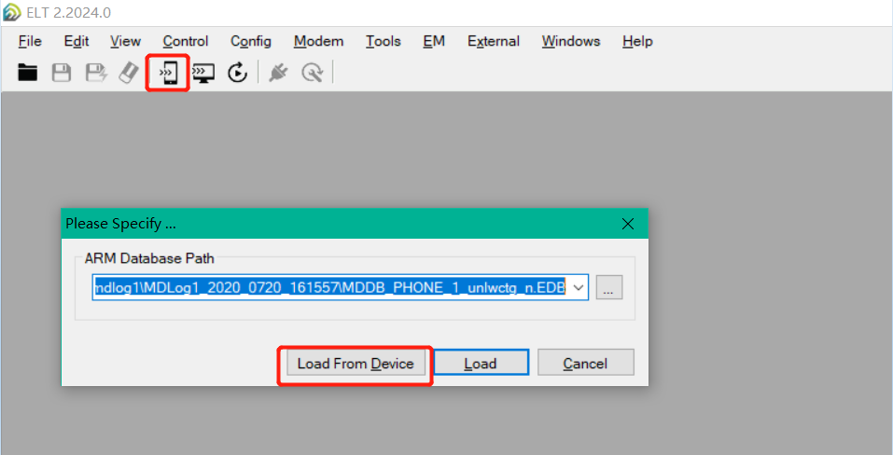 ELT 2.2024.0
File Edit View Control Config Modem Tools EM External Windows Help
Please Specify ...
ARM Database Path
ndlog1\MDLog1_2020_0720_161557\MDDB_PHONE_1_unlwctg_n.EDB
...
Load From Device Load Cancel